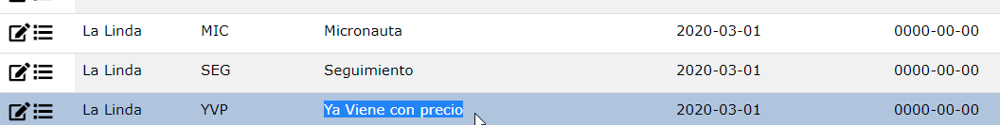 La Linda MIC Micronauta 2020-03-01 0000-00-00
La Linda SEG Seguimiento 2020-03-01 0000-00-00
La Linda YVP Ya Viene con precio 2020-03-01 0000-00-00